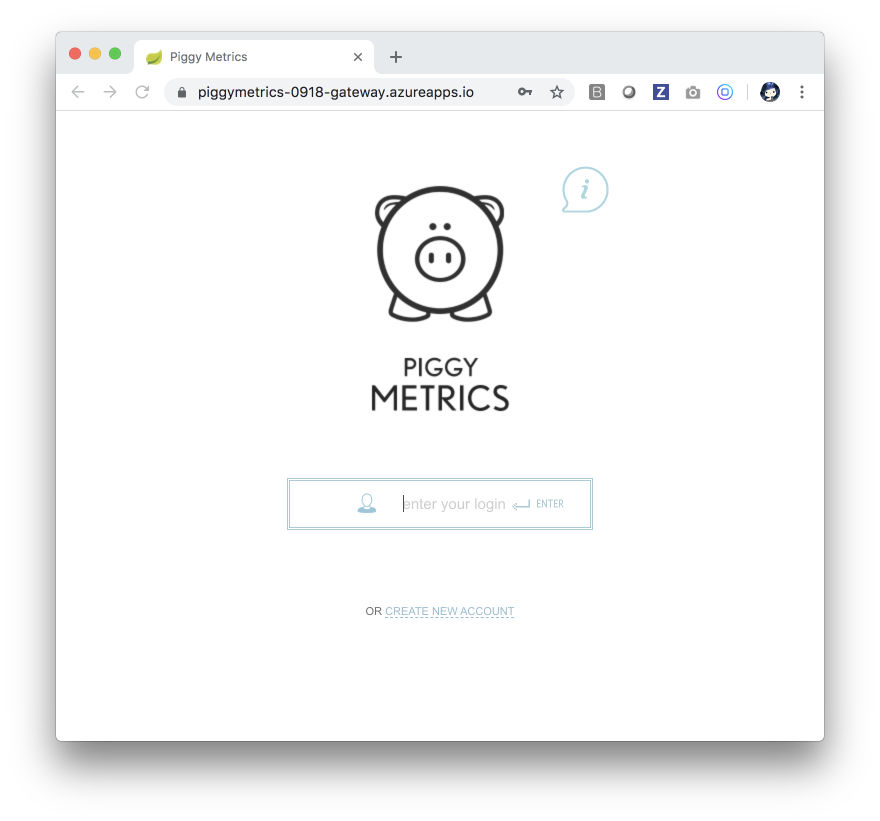 Piggy Metrics
piggymetrics-0918-gateway.azureapps.io
B
Z
i
PIGGY
METRICS
enter your login ENTER
OR CREATE NEW ACCOUNT